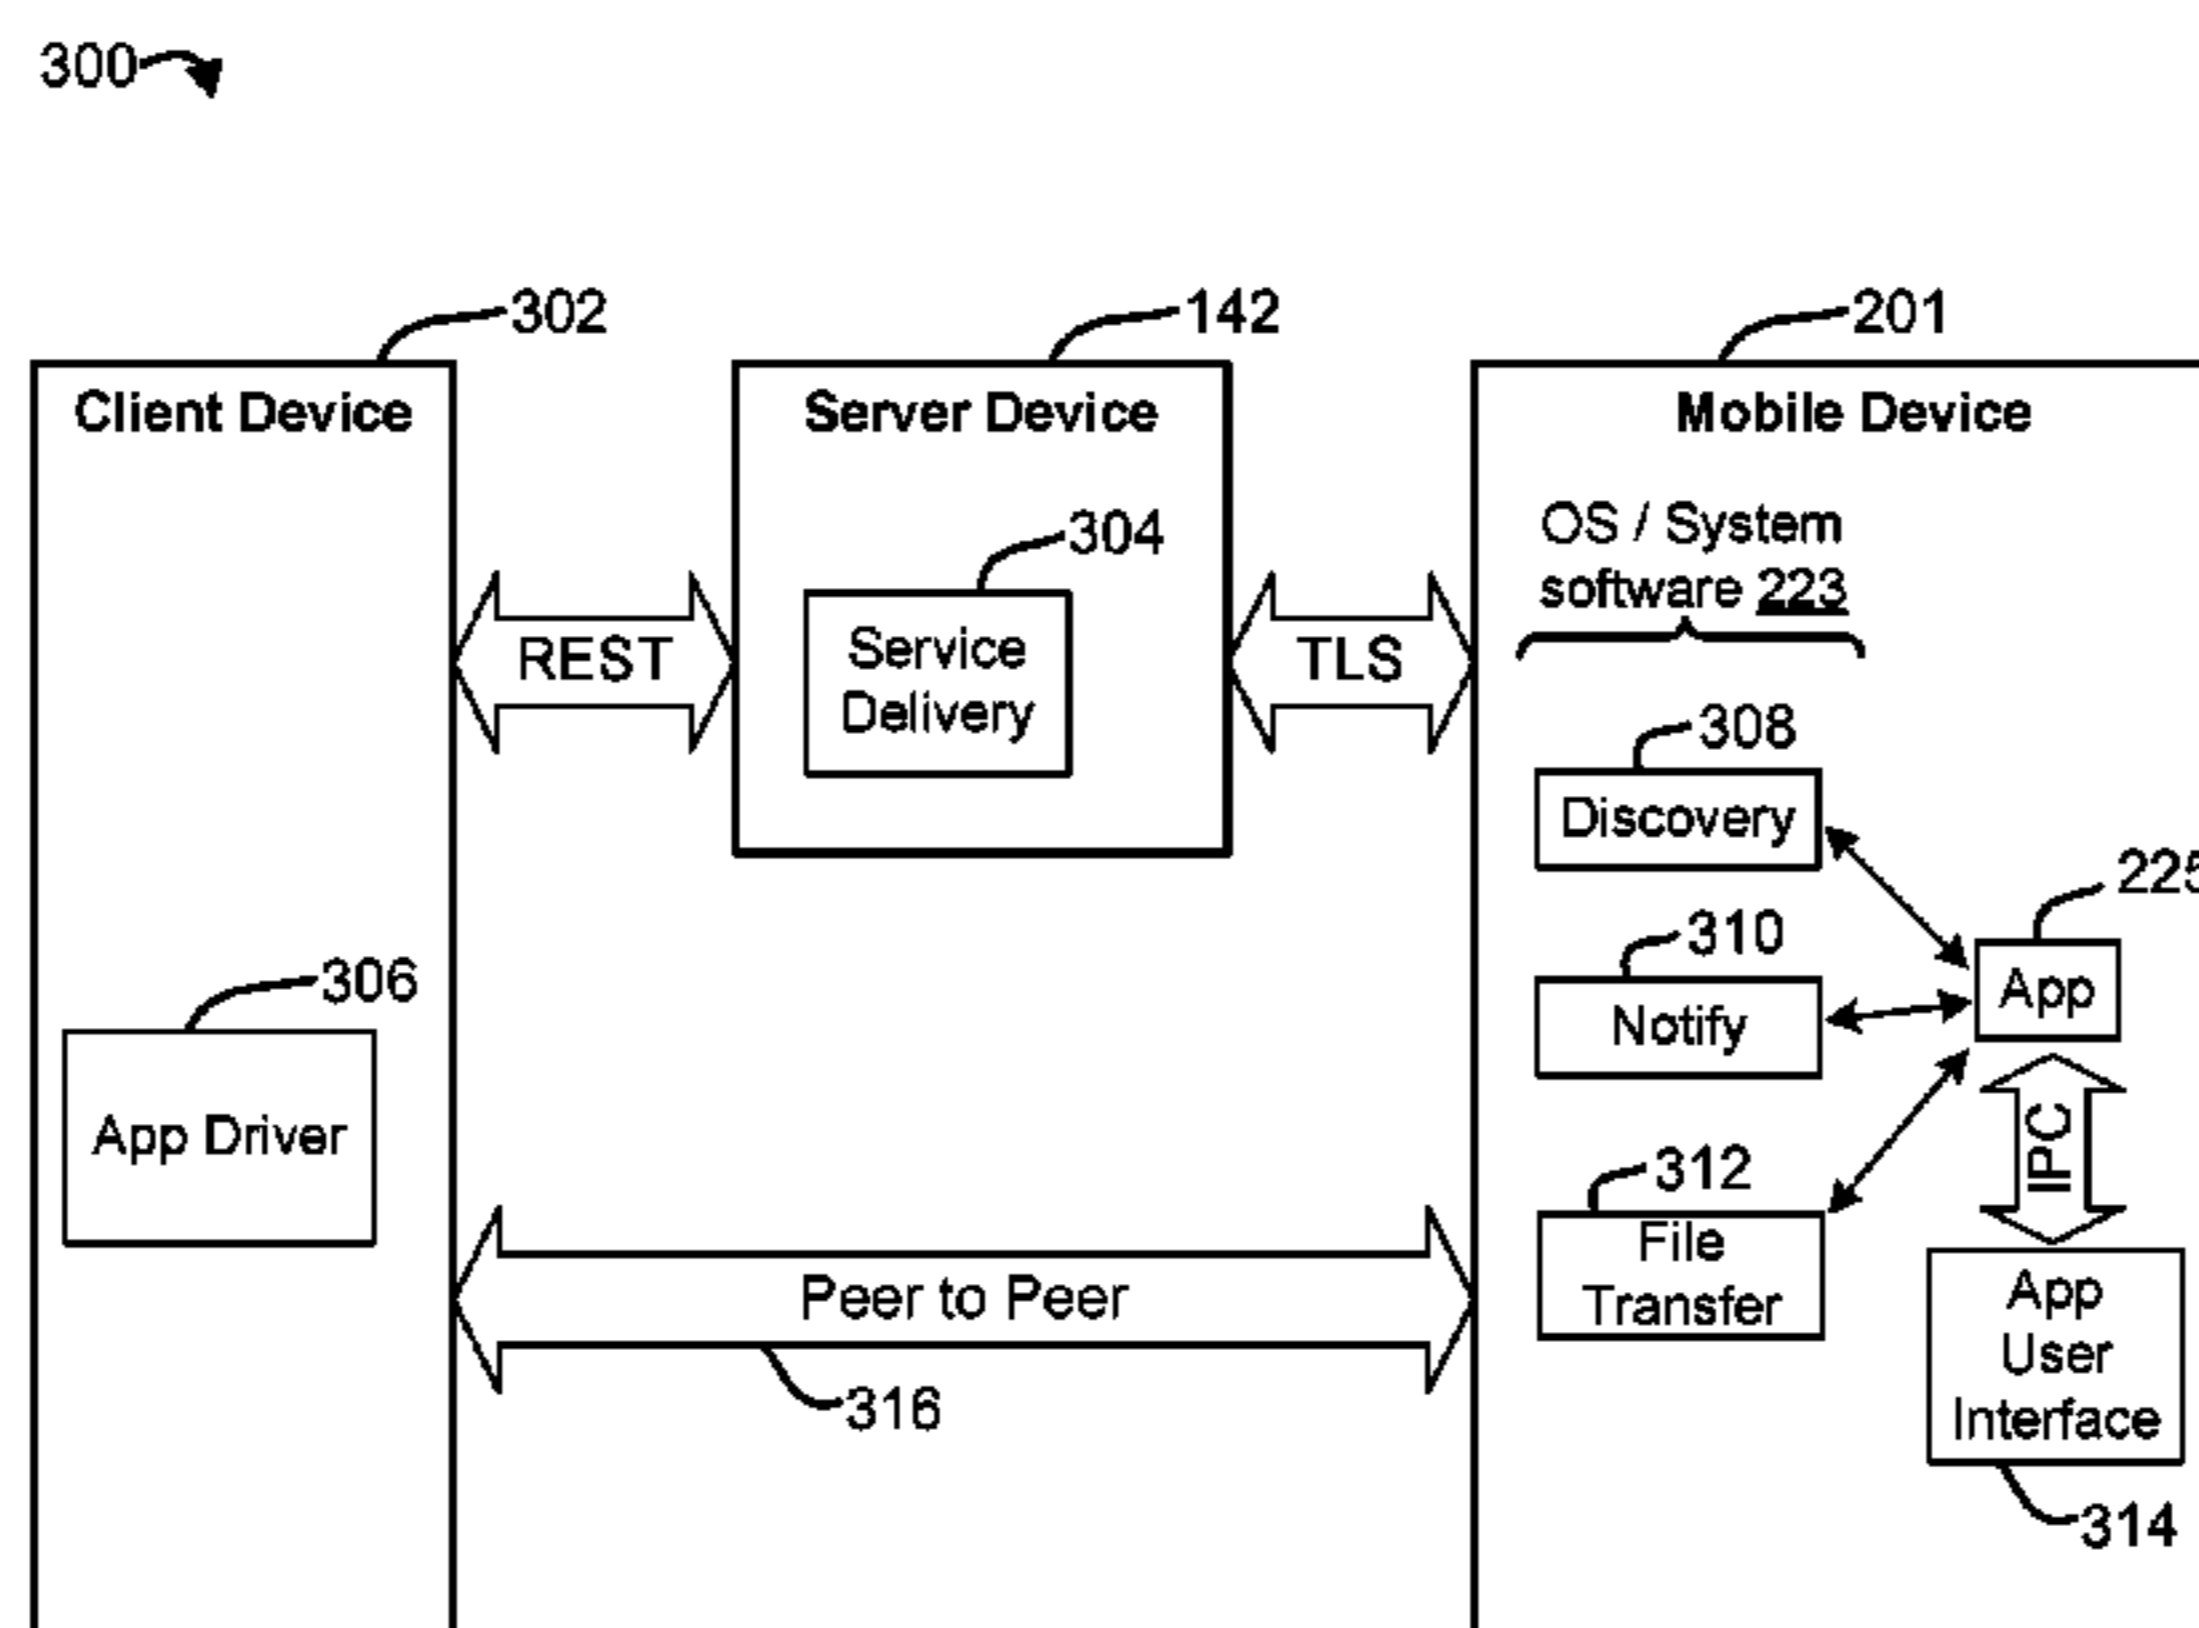 300
302
142
201
Client Device
Server Device
Mobile Device
OS / System
software 223
304
REST
Service
Delivery
TLS
308
Discovery
225
310
306
App
Notify
App Driver
IPC
312
File
Transfer
Peer to Peer
App
User
Interface
316
314